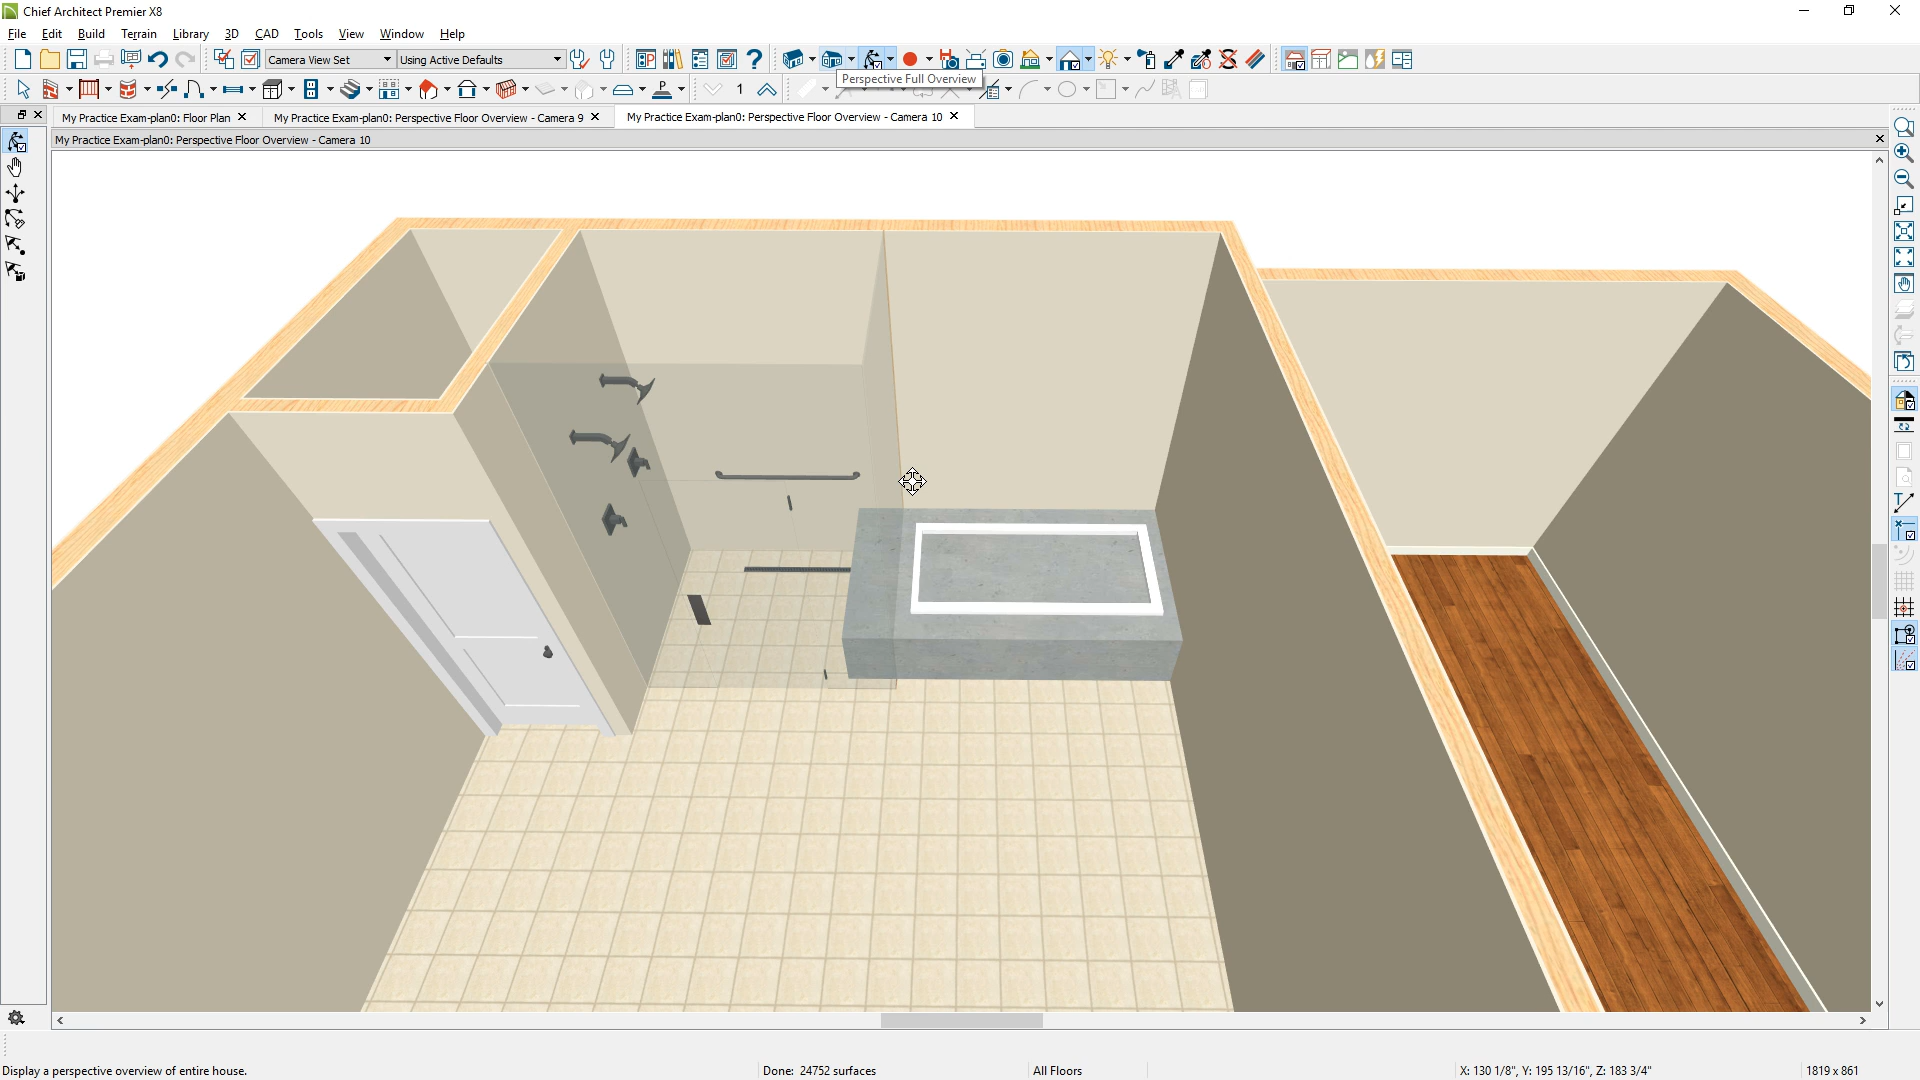 Chief Architect Premier X8
File Edit Build Terrain Library 3D CAD Tools View Window Help
Camera View Set Using Active Defaults
Perspective Full Overview
P 1
My Practice Exam-plan0: Floor Plan My Practice Exam-plan0: Perspective Floor Overview - Camera 9 My Practice Exam-plan0: Perspective Floor Overview - Camera 10
My Practice Exam-plan0: Perspective Floor Overview - Camera 10
Display a perspective overview of entire house. Done: 24752 surfaces All Floors X: 130 1/8", Y: 195 13/16", Z: 183 3/4" 1819 x 861